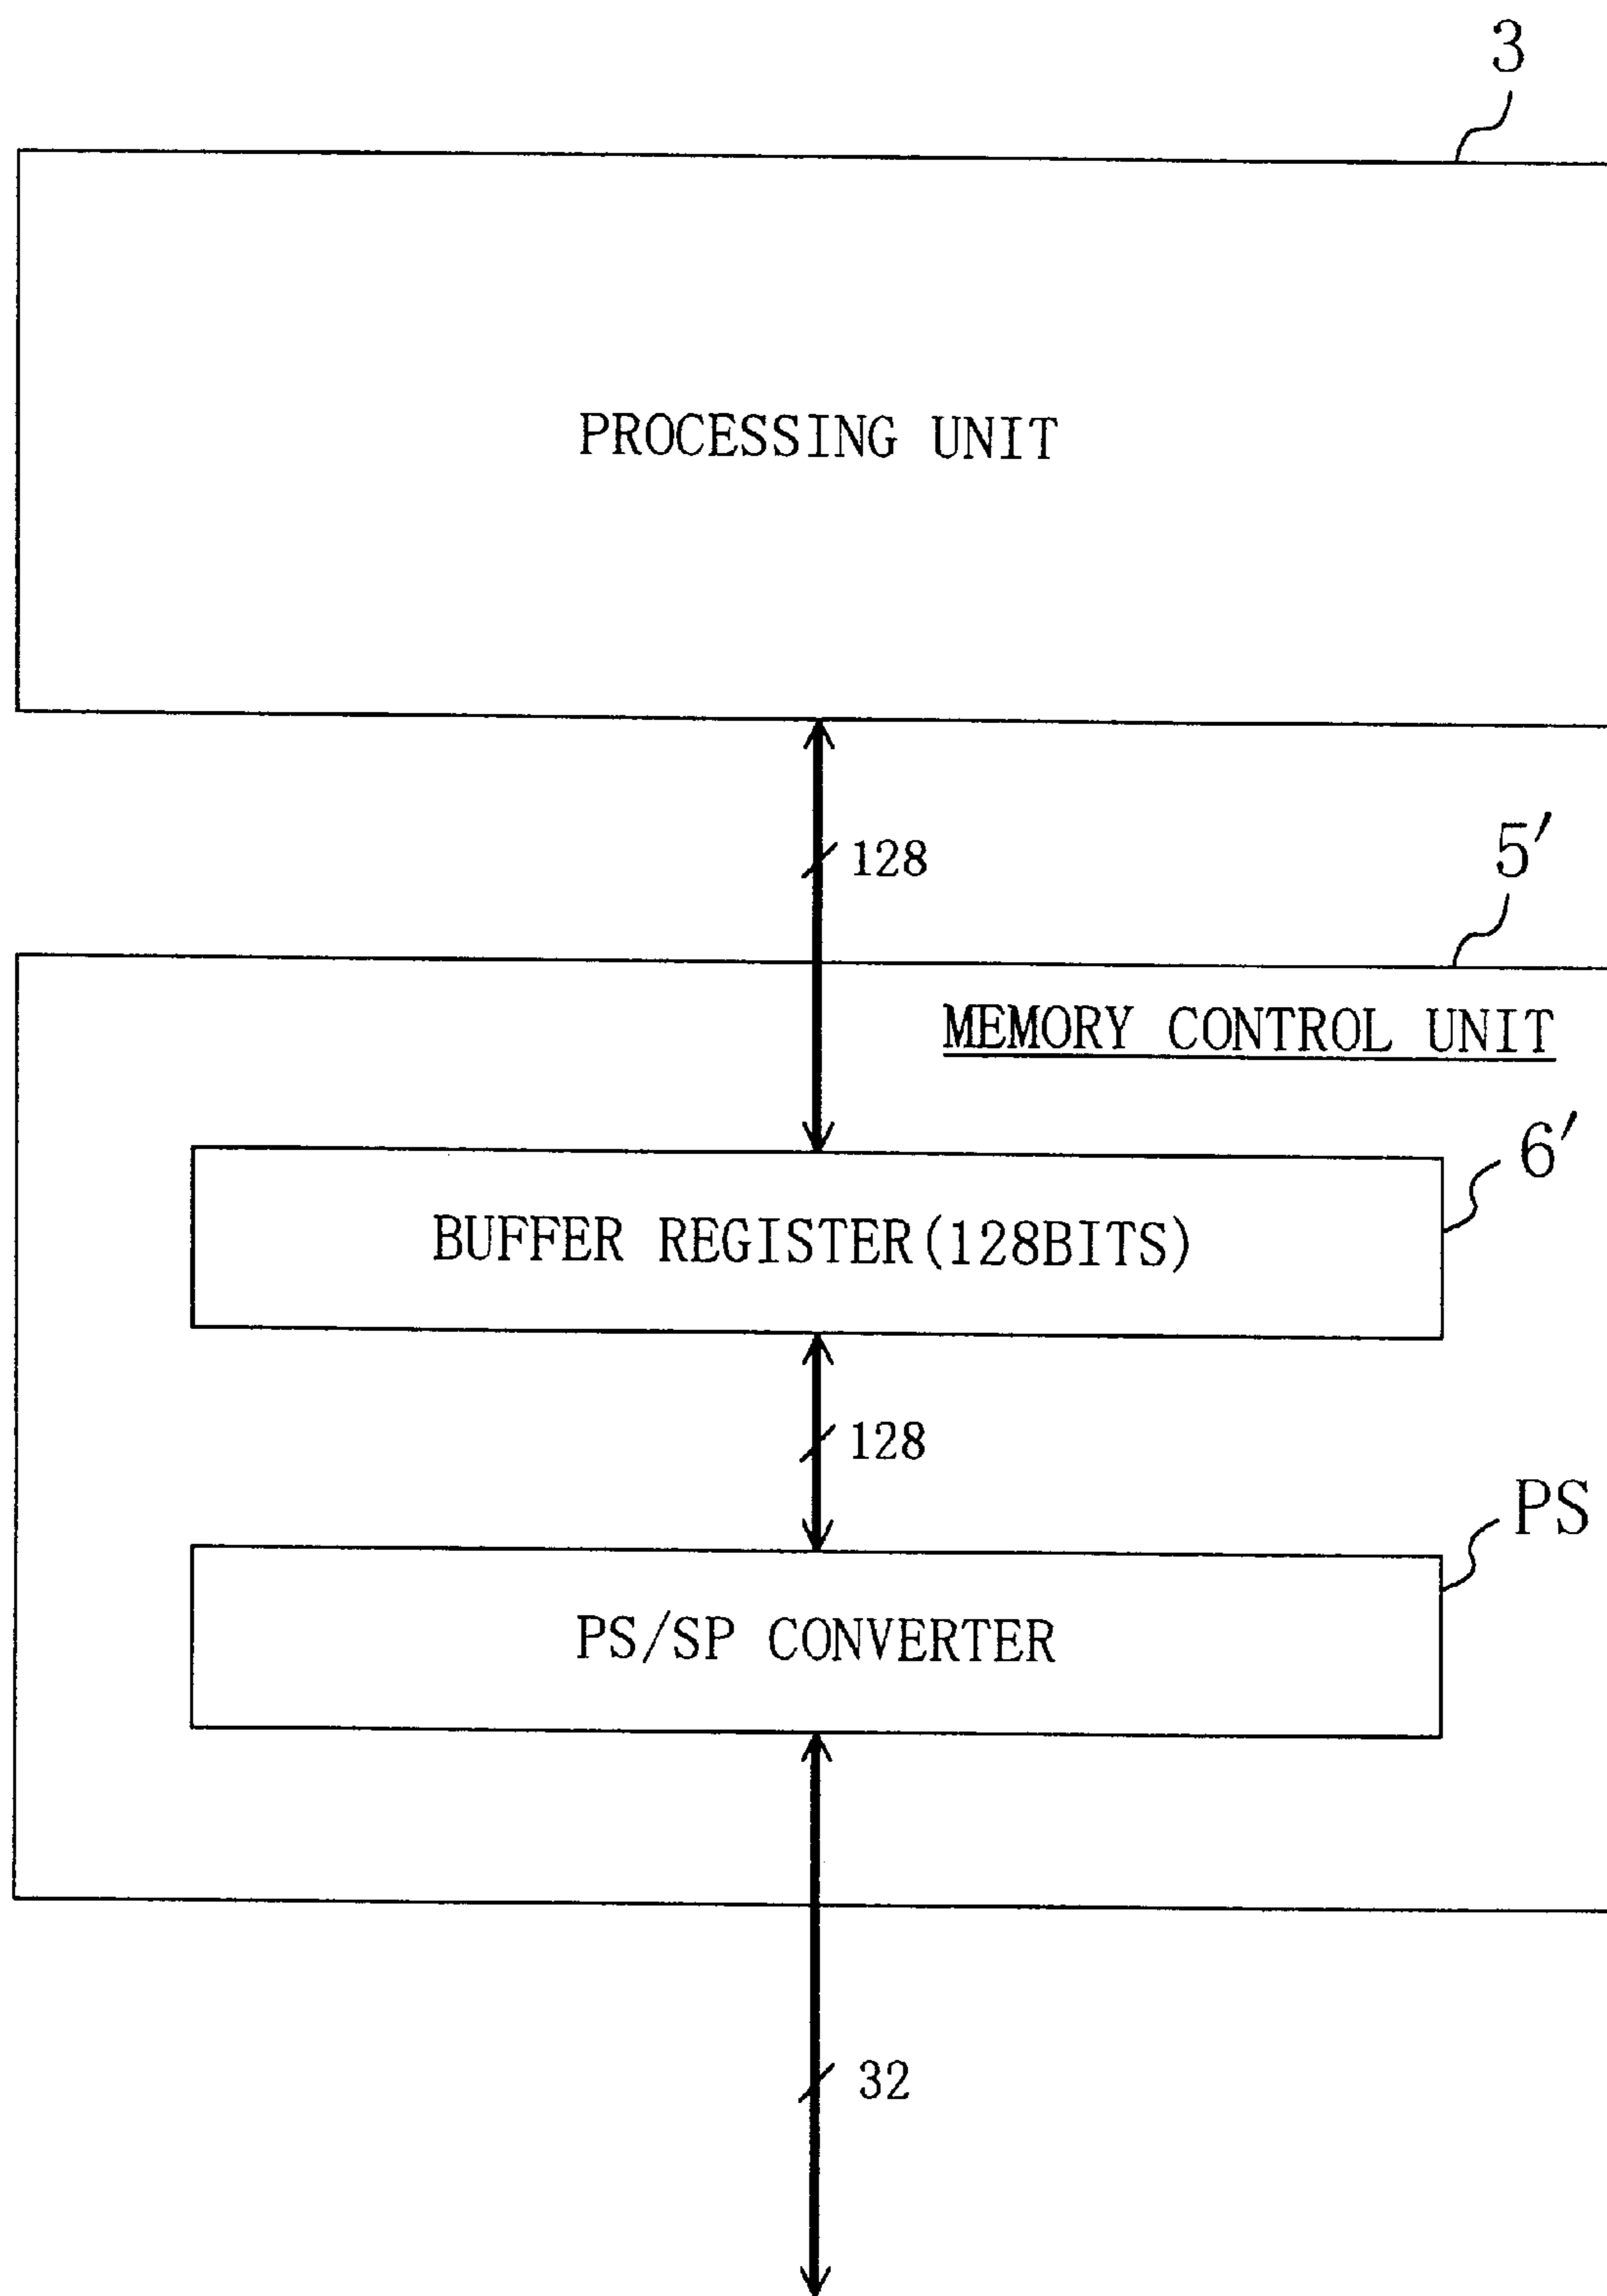 3
PROCESSING UNIT
128
5′
MEMORY CONTROL UNIT
6′
BUFFER REGISTER(128BITS)
128
PS
PS/SP CONVERTER
32